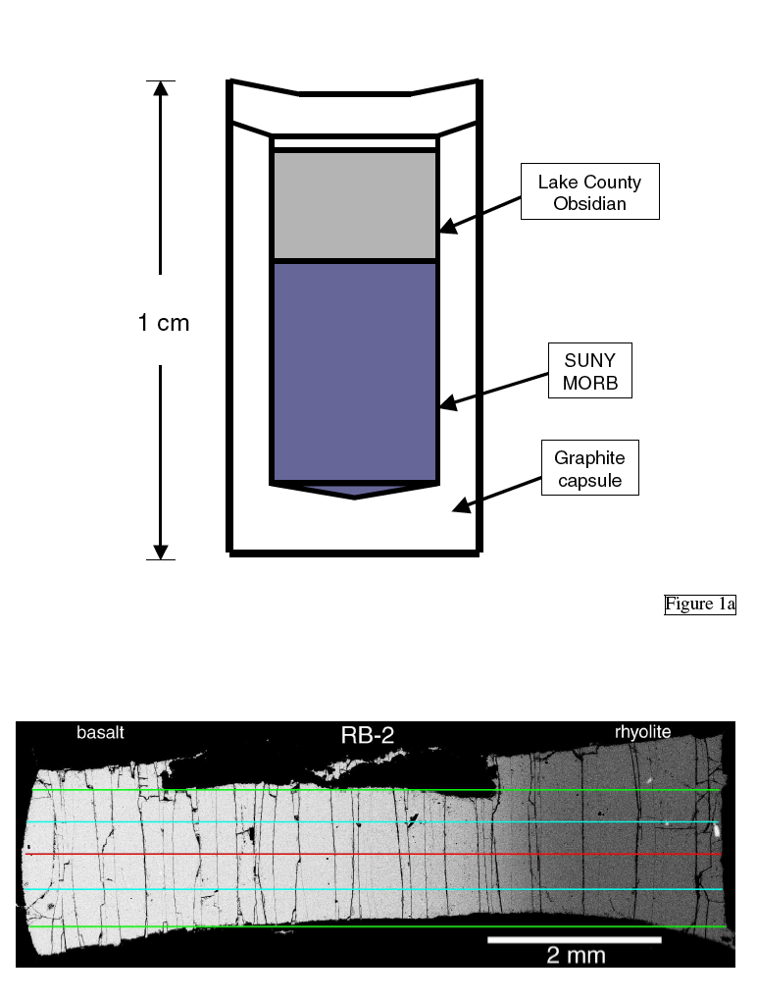 Lake County
Obsidian
1 cm
SUNY
MORB
Graphite
capsule
Figure 1a
basalt
RB-2
rhyolite
2 mm